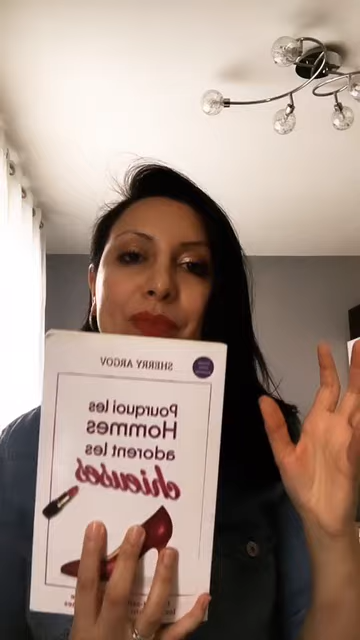 SHERRY ARGOV
Pourquoi les
Hommes
adorent les
chieuses